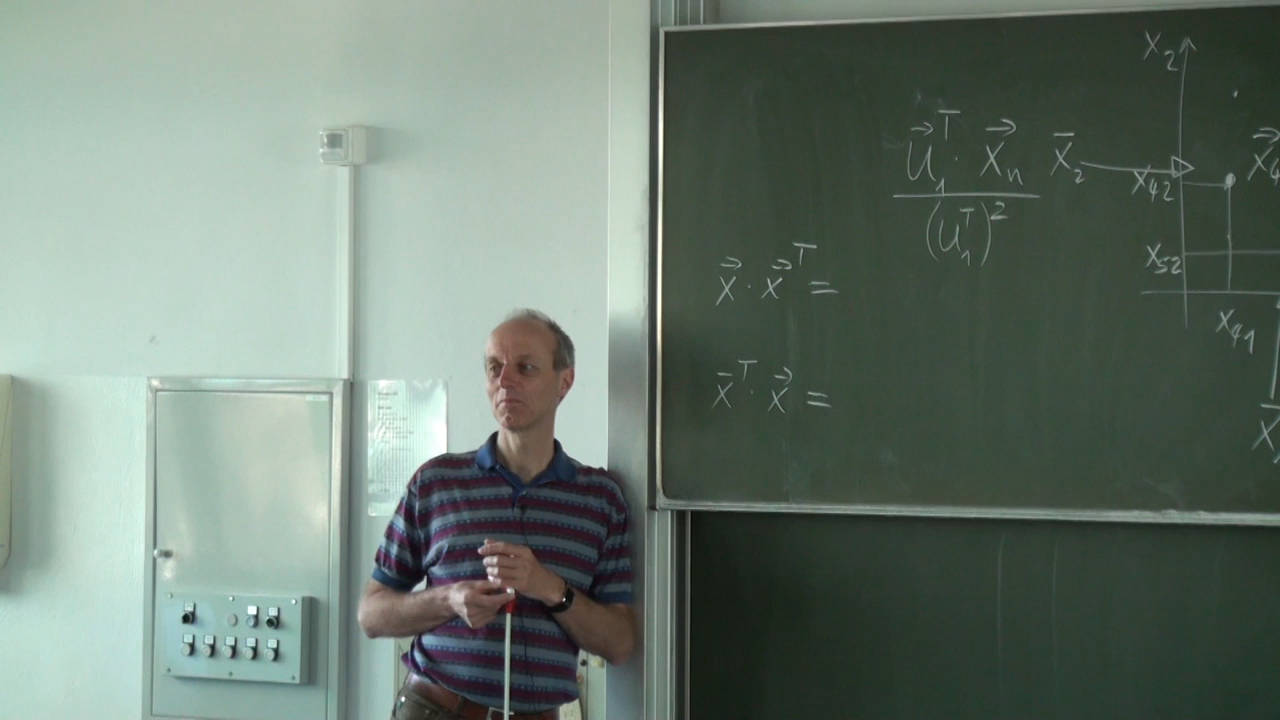 X₂
u⃗₁ᵀ · x⃗ₙ
(u₁ᵀ)²
x̄₂
x₄₂
x⃗ · x⃗ᵀ =
x₅₂
x₄₁
x̄ᵀ · x⃗ =